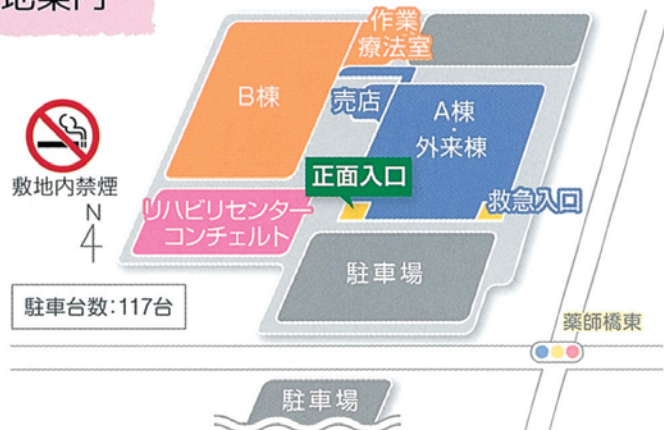 地案内
作業
療法室
B棟
売店
A棟
・
外来棟
敷地内禁煙
正面入口
救急入口
N
リハビリセンター
コンチェルト
駐車場
駐車台数：117台
薬師橋東
駐車場